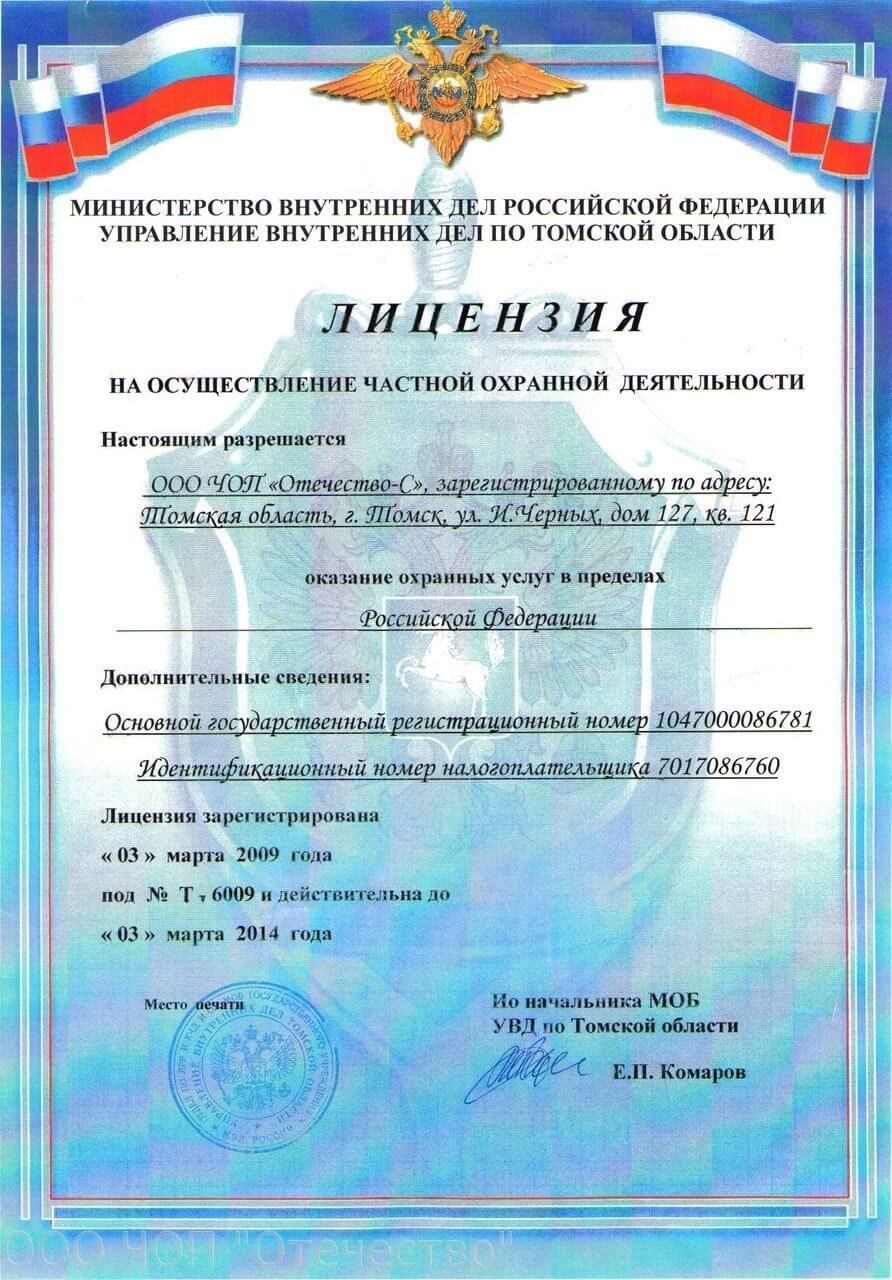 МИНИСТЕРСТВО ВНУТРЕННИХ ДЕЛ РОССИЙСКОЙ ФЕДЕРАЦИИ
УПРАВЛЕНИЕ ВНУТРЕННИХ ДЕЛ ПО ТОМСКОЙ ОБЛАСТИ
ЛИЦЕНЗИЯ
НА ОСУЩЕСТВЛЕНИЕ ЧАСТНОЙ ОХРАННОЙ ДЕЯТЕЛЬНОСТИ
Настоящим разрешается
ООО ЧОП «Отечество-С», зарегистрированному по адресу:
Томская область, г. Томск, ул. И.Черных, дом 127, кв. 121
оказание охранных услуг в пределах
Российской Федерации
Дополнительные сведения:
Основной государственный регистрационный номер 1047000086781
Идентификационный номер налогоплательщика 7017086760
Лицензия зарегистрирована
« 03 » марта 2009 года
под № Т , 6009 и действительна до
« 03 » марта 2014 года
Место печати
Ио начальника МОБ
УВД по Томской области
Е.П. Комаров
УПРАВЛЕНИЕ ВНУТРЕННИХ ДЕЛ ТОМСКОЙ ОБЛАСТИ
МВД РОССИИ
ООО ЧОП "Отечество"